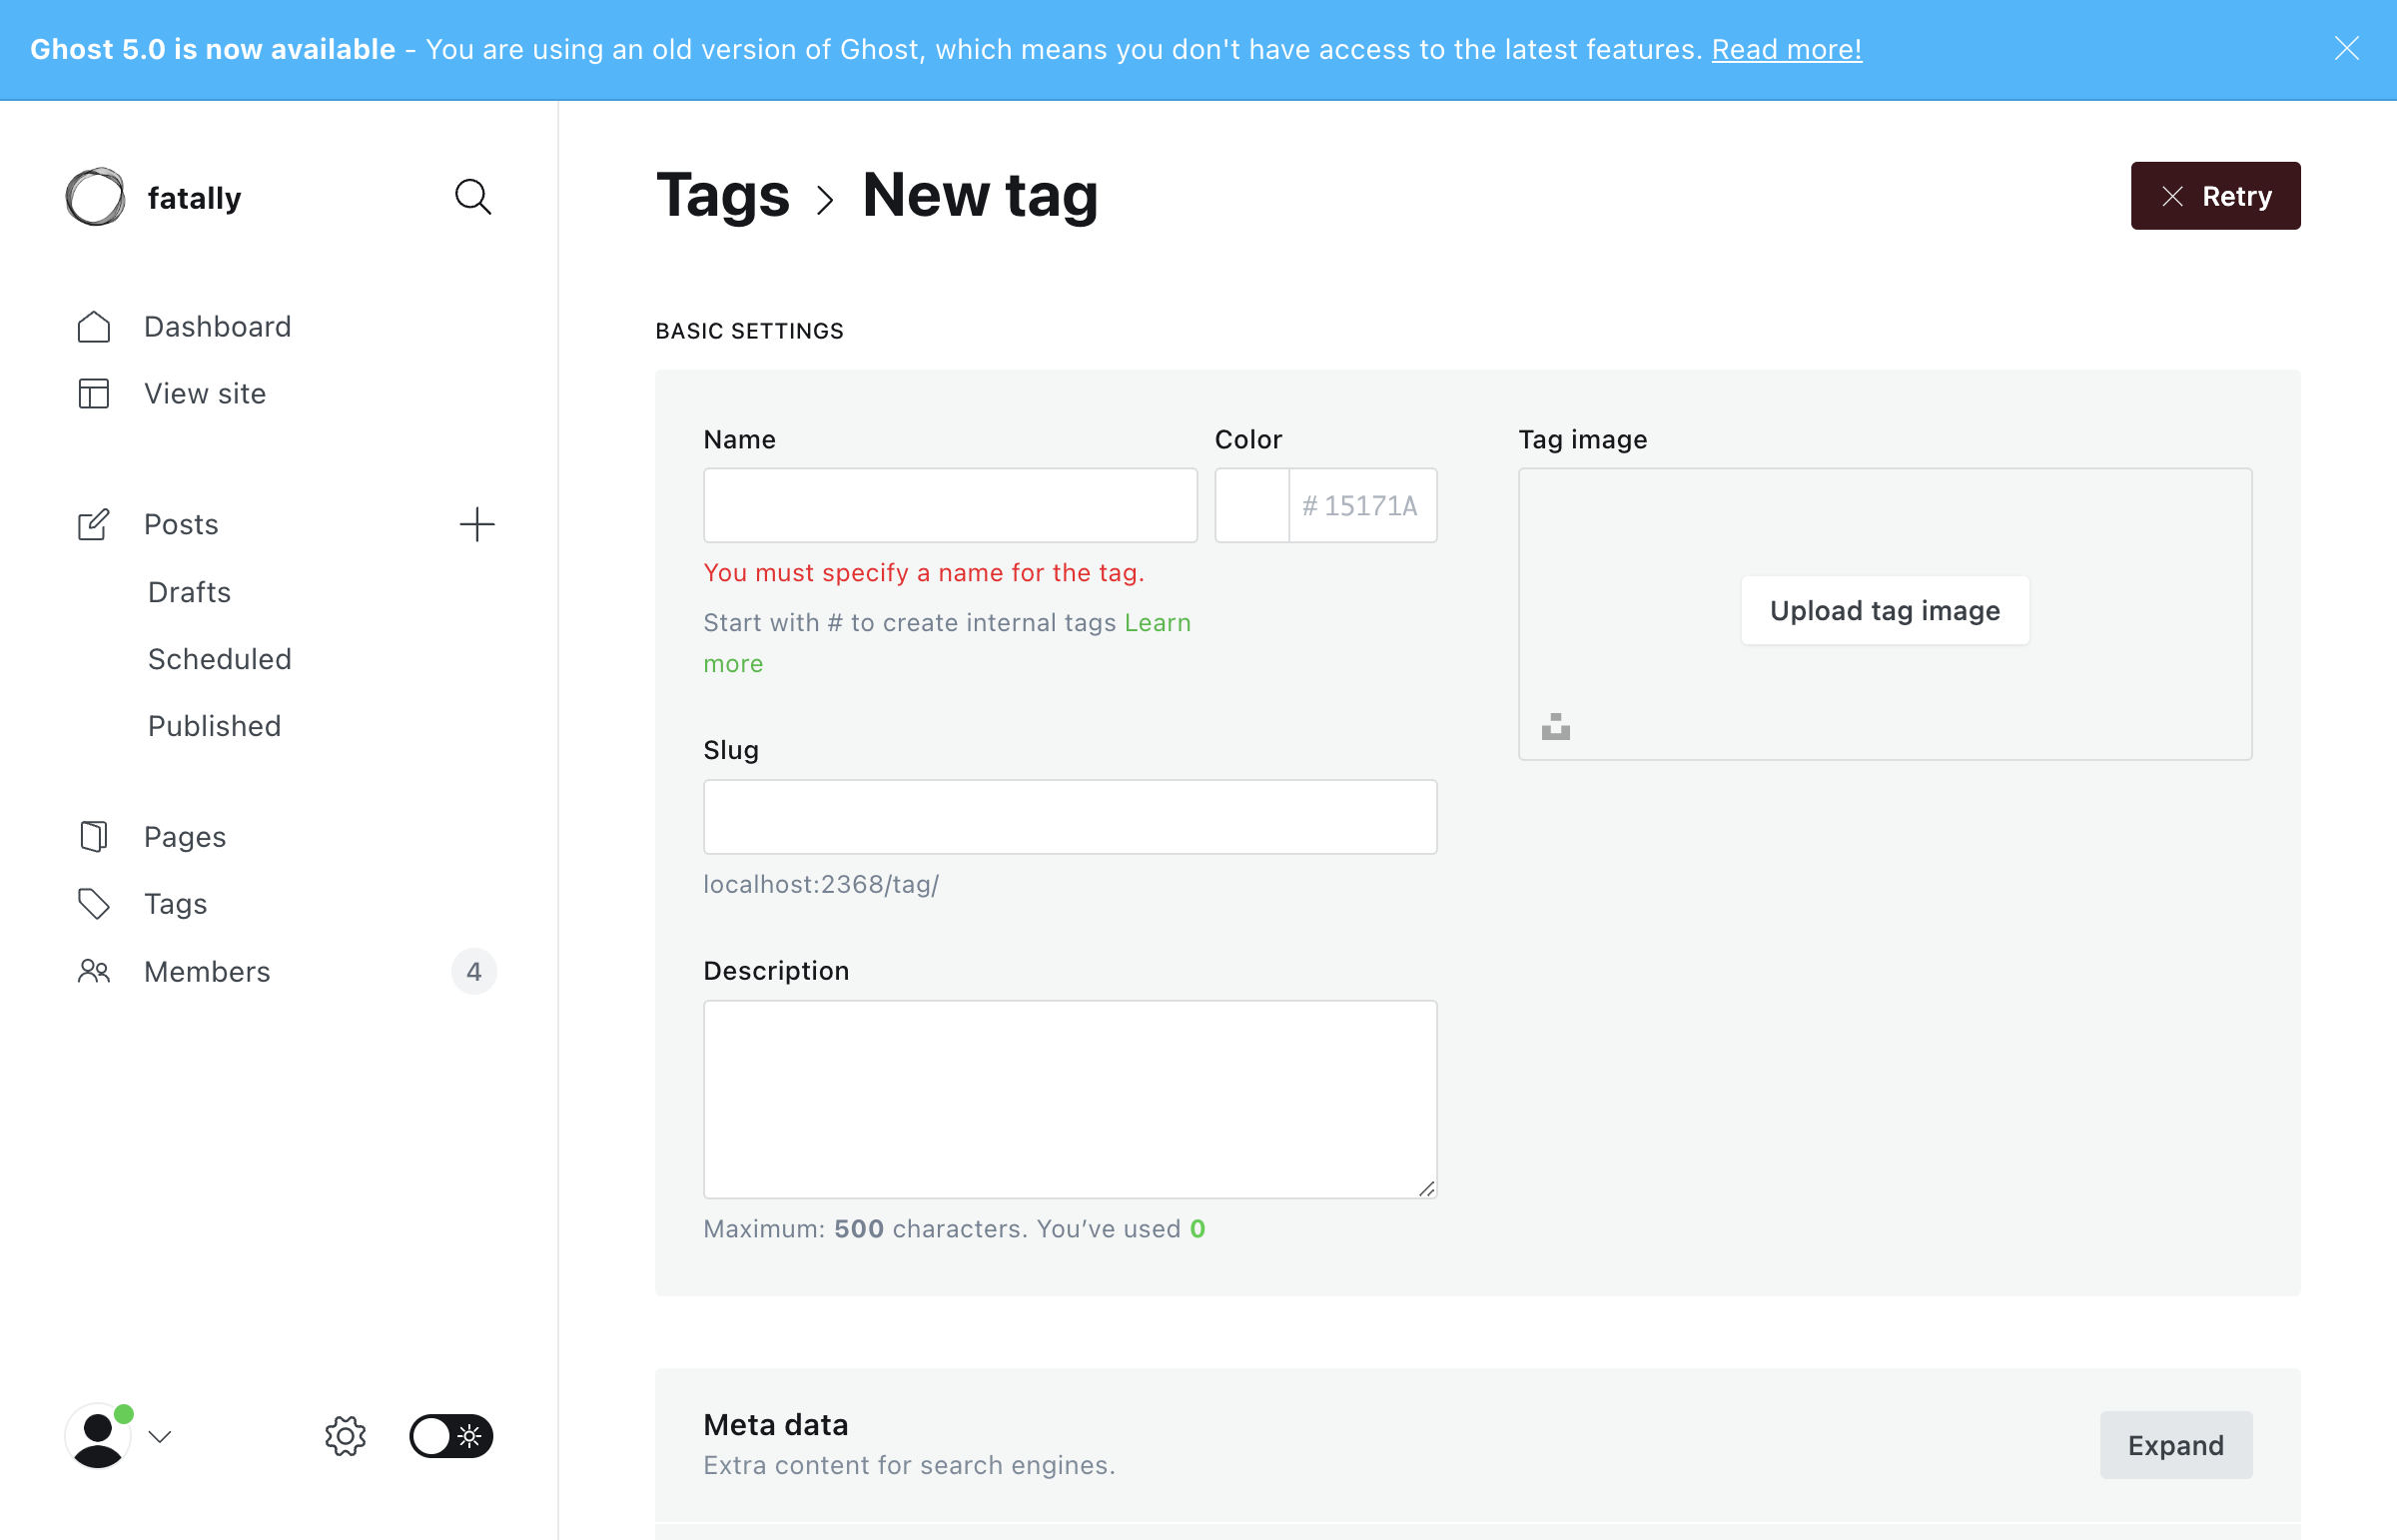 Ghost 5.0 is now available - You are using an old version of Ghost, which means you don't have access to the latest features. Read more!
fatally
Dashboard
View site
Posts
Drafts
Scheduled
Published
Pages
Tags
Members 4
Tags > New tag
Retry
BASIC SETTINGS
Name
Color
# 15171A
You must specify a name for the tag.
Start with # to create internal tags Learn
more
Slug
localhost:2368/tag/
Description
Maximum: 500 characters. You’ve used 0
Tag image
Upload tag image
Meta data
Extra content for search engines.
Expand